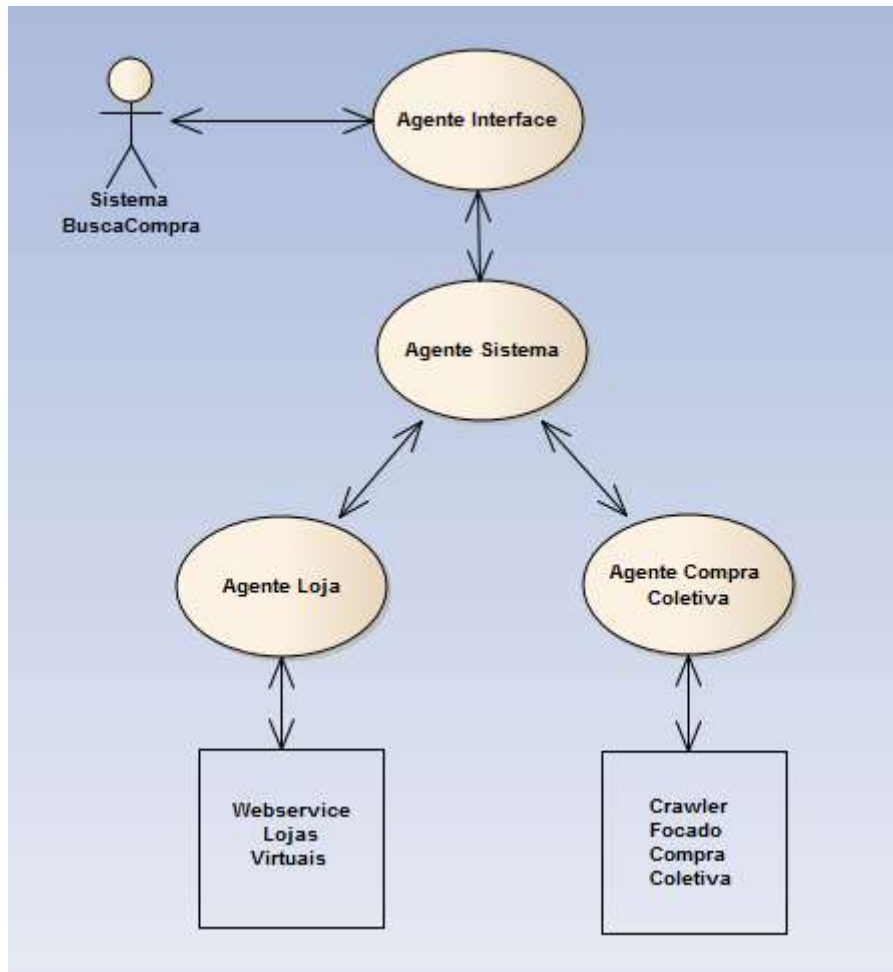 Agente Interface
Sistema
BuscaCompra
Agente Sistema
Agente Loja
Agente Compra
Coletiva
Webservice
Lojas
Virtuais
Crawler
Focado
Compra
Coletiva